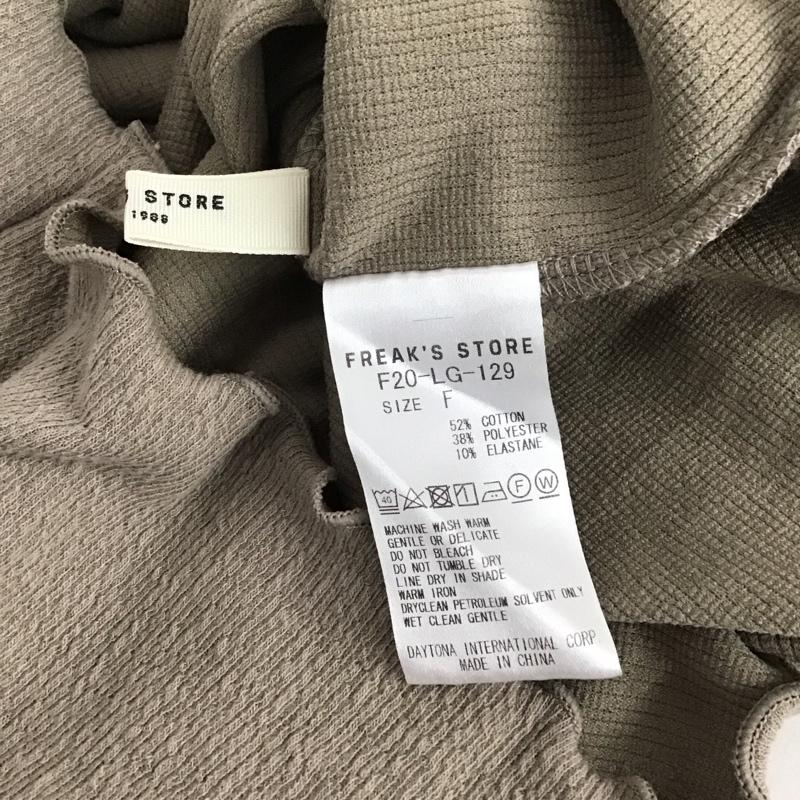 STORE
1988
FREAK'S STORE
F20-LG-129
SIZE F
52% COTTON
38% POLYESTER
10% ELASTANE
40 F W
MACHINE WASH WARM
GENTLE OR DELICATE
DO NOT BLEACH
DO NOT TUMBLE DRY
LINE DRY IN SHADE
WARM IRON
DRYCLEAN PETROLEUM SOLVENT ONLY
WET CLEAN GENTLE
DAYTONA INTERNATIONAL CORP
MADE IN CHINA